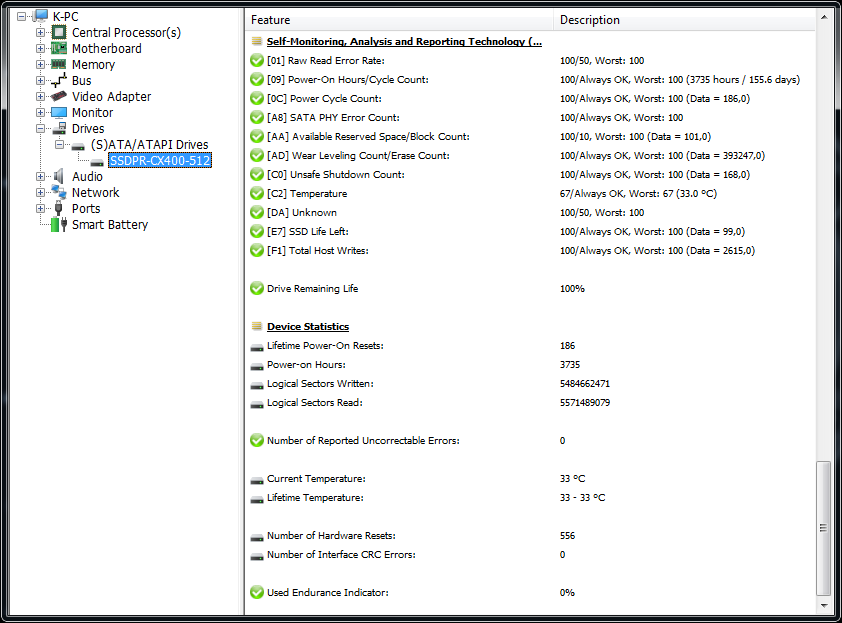 K-PC
Central Processor(s)
Motherboard
Memory
Bus
Video Adapter
Monitor
Drives
(S)ATA/ATAPI Drives
SSDPR-CX400-512
Audio
Network
Ports
Smart Battery
Feature Description
Self-Monitoring, Analysis and Reporting Technology (...
[01] Raw Read Error Rate: 100/50, Worst: 100
[09] Power-On Hours/Cycle Count: 100/Always OK, Worst: 100 (3735 hours / 155.6 days)
[0C] Power Cycle Count: 100/Always OK, Worst: 100 (Data = 186,0)
[A8] SATA PHY Error Count: 100/Always OK, Worst: 100
[AA] Available Reserved Space/Block Count: 100/10, Worst: 100 (Data = 101,0)
[AD] Wear Leveling Count/Erase Count: 100/Always OK, Worst: 100 (Data = 393247,0)
[C0] Unsafe Shutdown Count: 100/Always OK, Worst: 100 (Data = 168,0)
[C2] Temperature 67/Always OK, Worst: 67 (33.0 °C)
[DA] Unknown 100/50, Worst: 100
[E7] SSD Life Left: 100/Always OK, Worst: 100 (Data = 99,0)
[F1] Total Host Writes: 100/Always OK, Worst: 100 (Data = 2615,0)
Drive Remaining Life 100%
Device Statistics
Lifetime Power-On Resets: 186
Power-on Hours: 3735
Logical Sectors Written: 5484662471
Logical Sectors Read: 5571489079
Number of Reported Uncorrectable Errors: 0
Current Temperature: 33 °C
Lifetime Temperature: 33 - 33 °C
Number of Hardware Resets: 556
Number of Interface CRC Errors: 0
Used Endurance Indicator: 0%